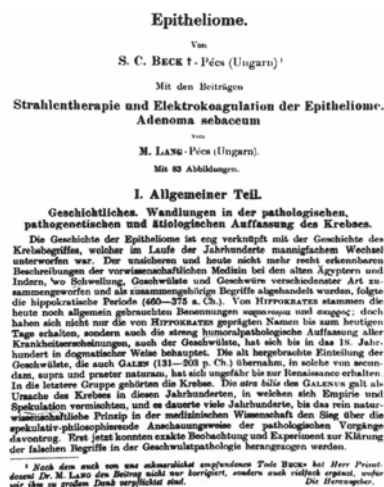 Epitheliome.
Von
S. C. BECK † - Pécs (Ungarn) ¹
Mit den Beiträgen
Strahlentherapie und Elektrokoagulation der Epitheliome.
Adenoma sebaceum
von
M. LANG-Pécs (Ungarn).
Mit 83 Abbildungen.
I. Allgemeiner Teil.
Geschichtliches. Wandlungen in der pathologischen,
pathogenetischen und ätiologischen Auffassung des Krebses.
Die Geschichte der Epitheliome ist eng verknüpft mit der Geschichte des
Krebsbegriffes, welcher im Laufe der Jahrhunderte mannigfachem Wechsel
unterworfen war. Der unsicheren und heute nicht mehr recht erkennbaren
Beschreibungen der vorwissenschaftlichen Medizin bei den alten Ägyptern und
Indern, wo Schwellung, Geschwülste und Geschwüre verschiedenster Art zu-
sammengeworfen und als zusammengehörige Begriffe abgehandelt wurden, folgte
die hippokratische Periode (460—375 a. Ch.). Von HIPPOKRATES stammen die
heute noch allgemein gebrauchten Benennungen und doch
haben sich nicht nur die von HIPPOKRATES geprägten Namen bis zum heutigen
Tage erhalten, sondern auch die streng humoralpathologische Auffassung aller
Krankheitserscheinungen, auch der Geschwülste, hat sich bis in das 18. Jahr-
hundert in dogmatischer Weise behauptet. Die alt hergebrachte Einteilung der
Geschwülste, die auch GALEN (131—203 p. Ch.) übernahm, in solche von secun-
dam, supra und praeter naturam, hat sich ungefähr bis zur Renaissance erhalten
In die letztere Gruppe gehörten die Krebse. Die atra bilis des GALENUS galt als
Ursache des Krebses in diesen Jahrhunderten, in welchen sich Empirie und
Spekulation vermischten, und es dauerte viele Jahrhunderte, bis das rein natur-
wissenschaftliche Prinzip in der medizinischen Wissenschaft den Sieg über die
spekulativ-philosophierende Anschauungsweise der pathologischen Vorgänge
davontrug. Erst jetzt konnten exakte Beobachtung und Experiment zur Klärung
der falschen Begriffe in der Geschwulstpathologie herangezogen werden.
¹ Nach dem auch von uns schmerzlichst empfundenen Tode BECKs hat Herr Privat-
dozent Dr. M. LANG den Beitrag nicht nur korrigiert, sondern auch vielfach ergänzt, wofür
wir ihm zu großem Dank verpflichtet sind. Die Herausgeber.